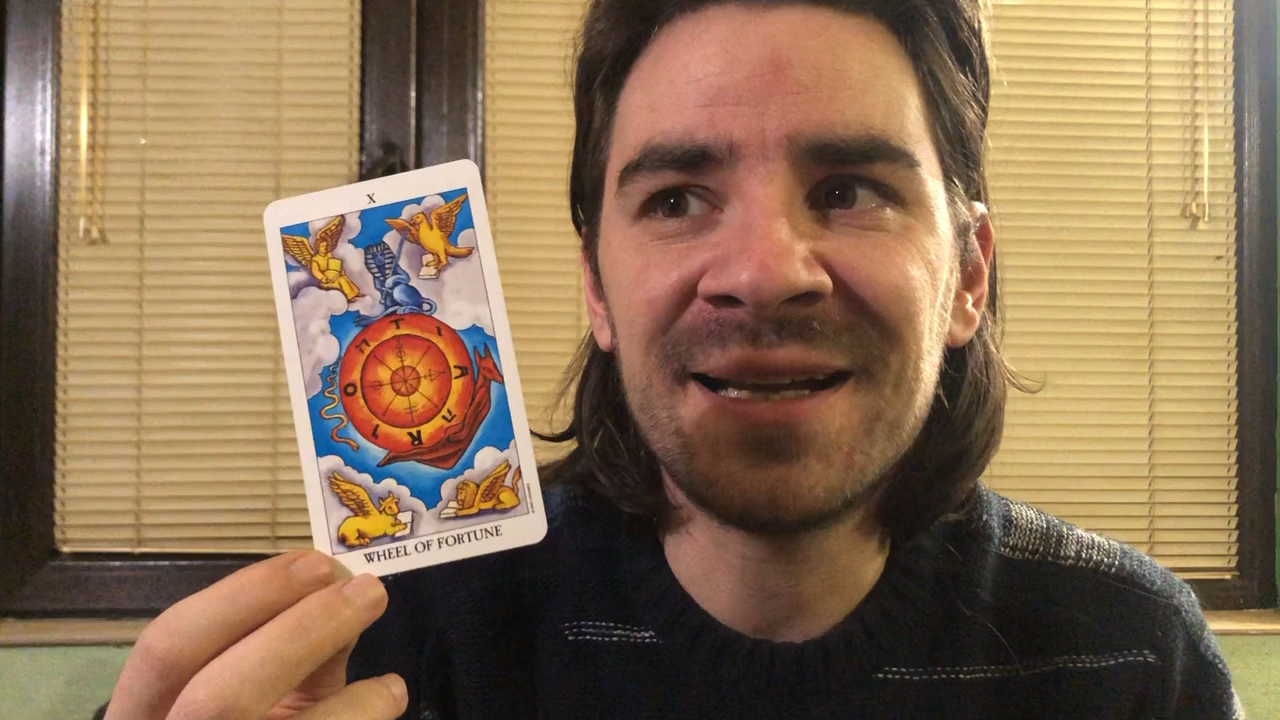 X
T י A ה R ו O ה
WHEEL OF FORTUNE